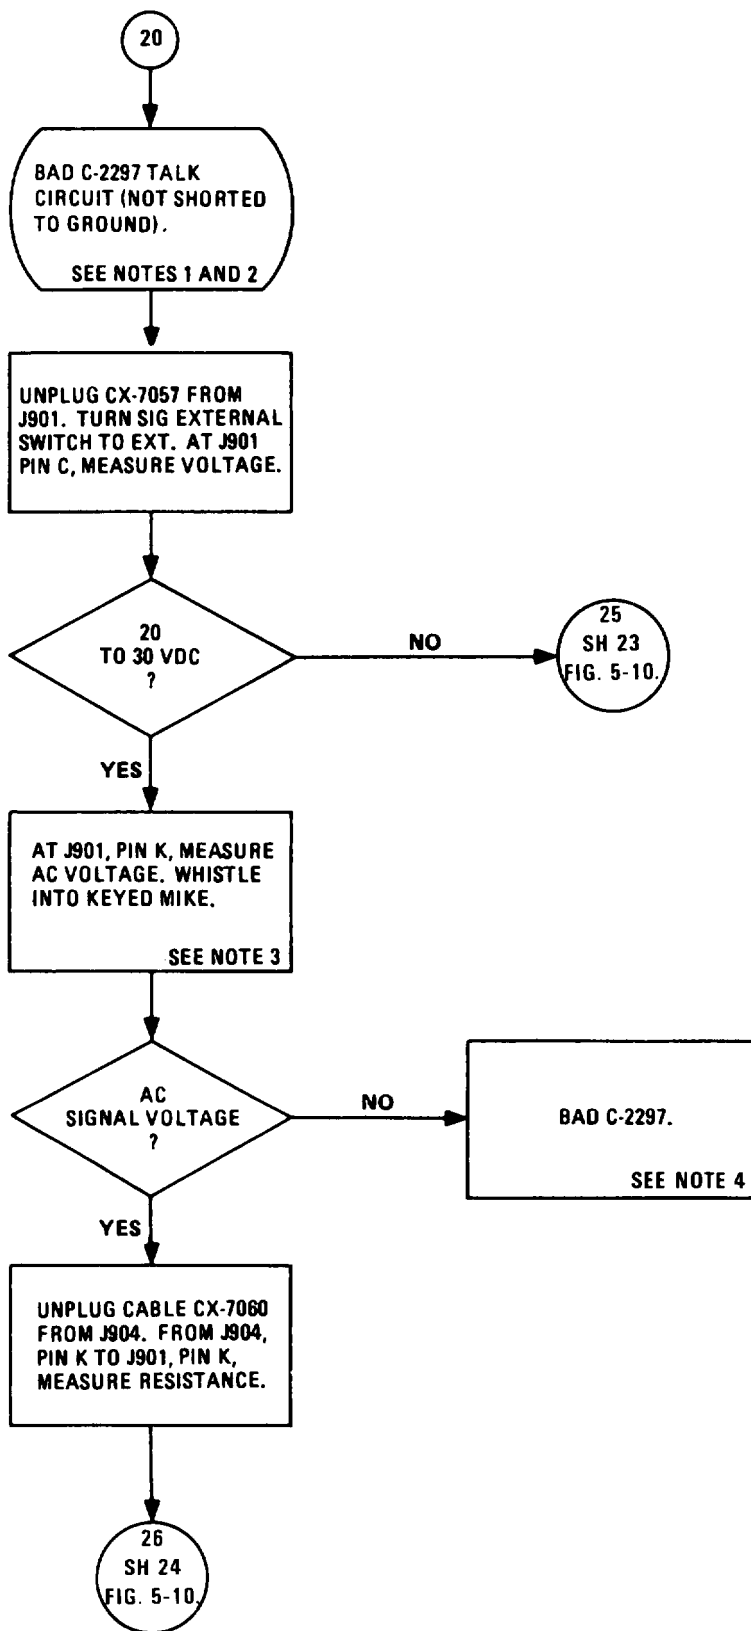 20
BAD C-2297 TALK
CIRCUIT (NOT SHORTED
TO GROUND).
SEE NOTES 1 AND 2
UNPLUG CX-7057 FROM
J901. TURN SIG EXTERNAL
SWITCH TO EXT. AT J901
PIN C, MEASURE VOLTAGE.
20
TO 30 VDC
?
NO
25
SH 23
FIG. 5-10.
YES
AT J901, PIN K, MEASURE
AC VOLTAGE. WHISTLE
INTO KEYED MIKE.
SEE NOTE 3
AC
SIGNAL VOLTAGE
?
NO
BAD C-2297.
SEE NOTE 4
YES
UNPLUG CABLE CX-7060
FROM J904. FROM J904,
PIN K TO J901, PIN K,
MEASURE RESISTANCE.
26
SH 24
FIG. 5-10.